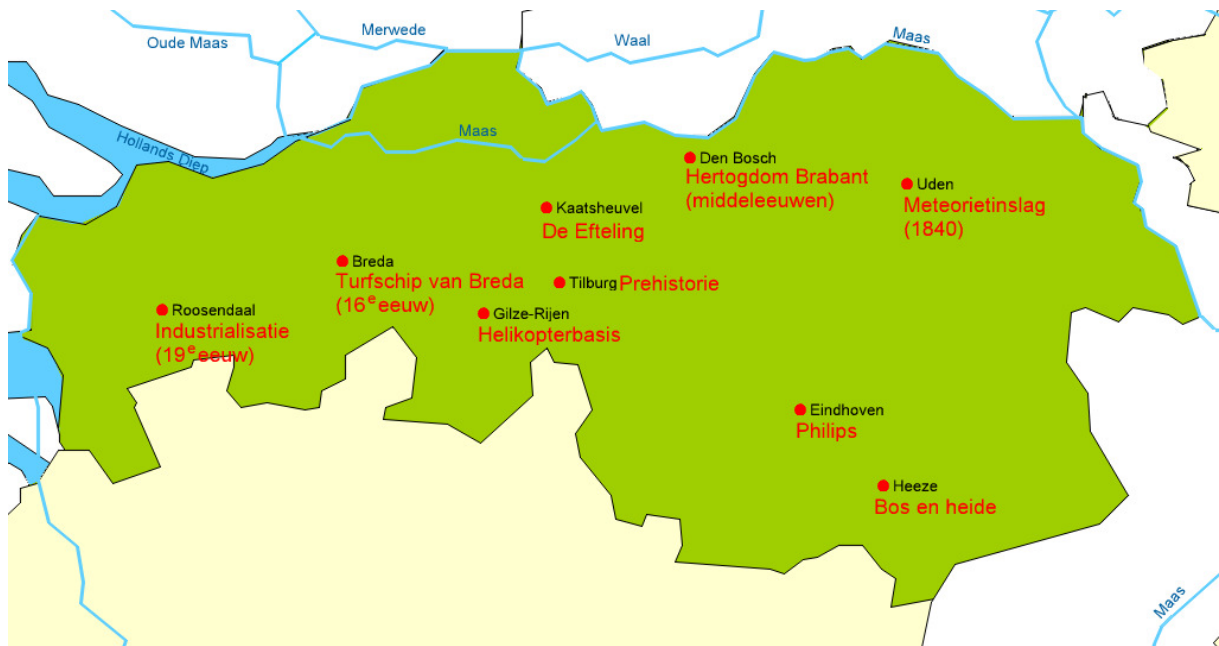 Merwede
Oude Maas
Waal
Maas
Hollands Diep
Maas
Den Bosch
Hertogdom Brabant
(middeleeuwen)
Uden
Meteorietinslag
(1840)
Kaatsheuvel
De Efteling
Breda
Turfschip van Breda
(16e eeuw)
Tilburg Prehistorie
Roosendaal
Industrialisatie
(19e eeuw)
Gilze-Rijen
Helikopterbasis
Eindhoven
Philips
Heeze
Bos en heide
Maas